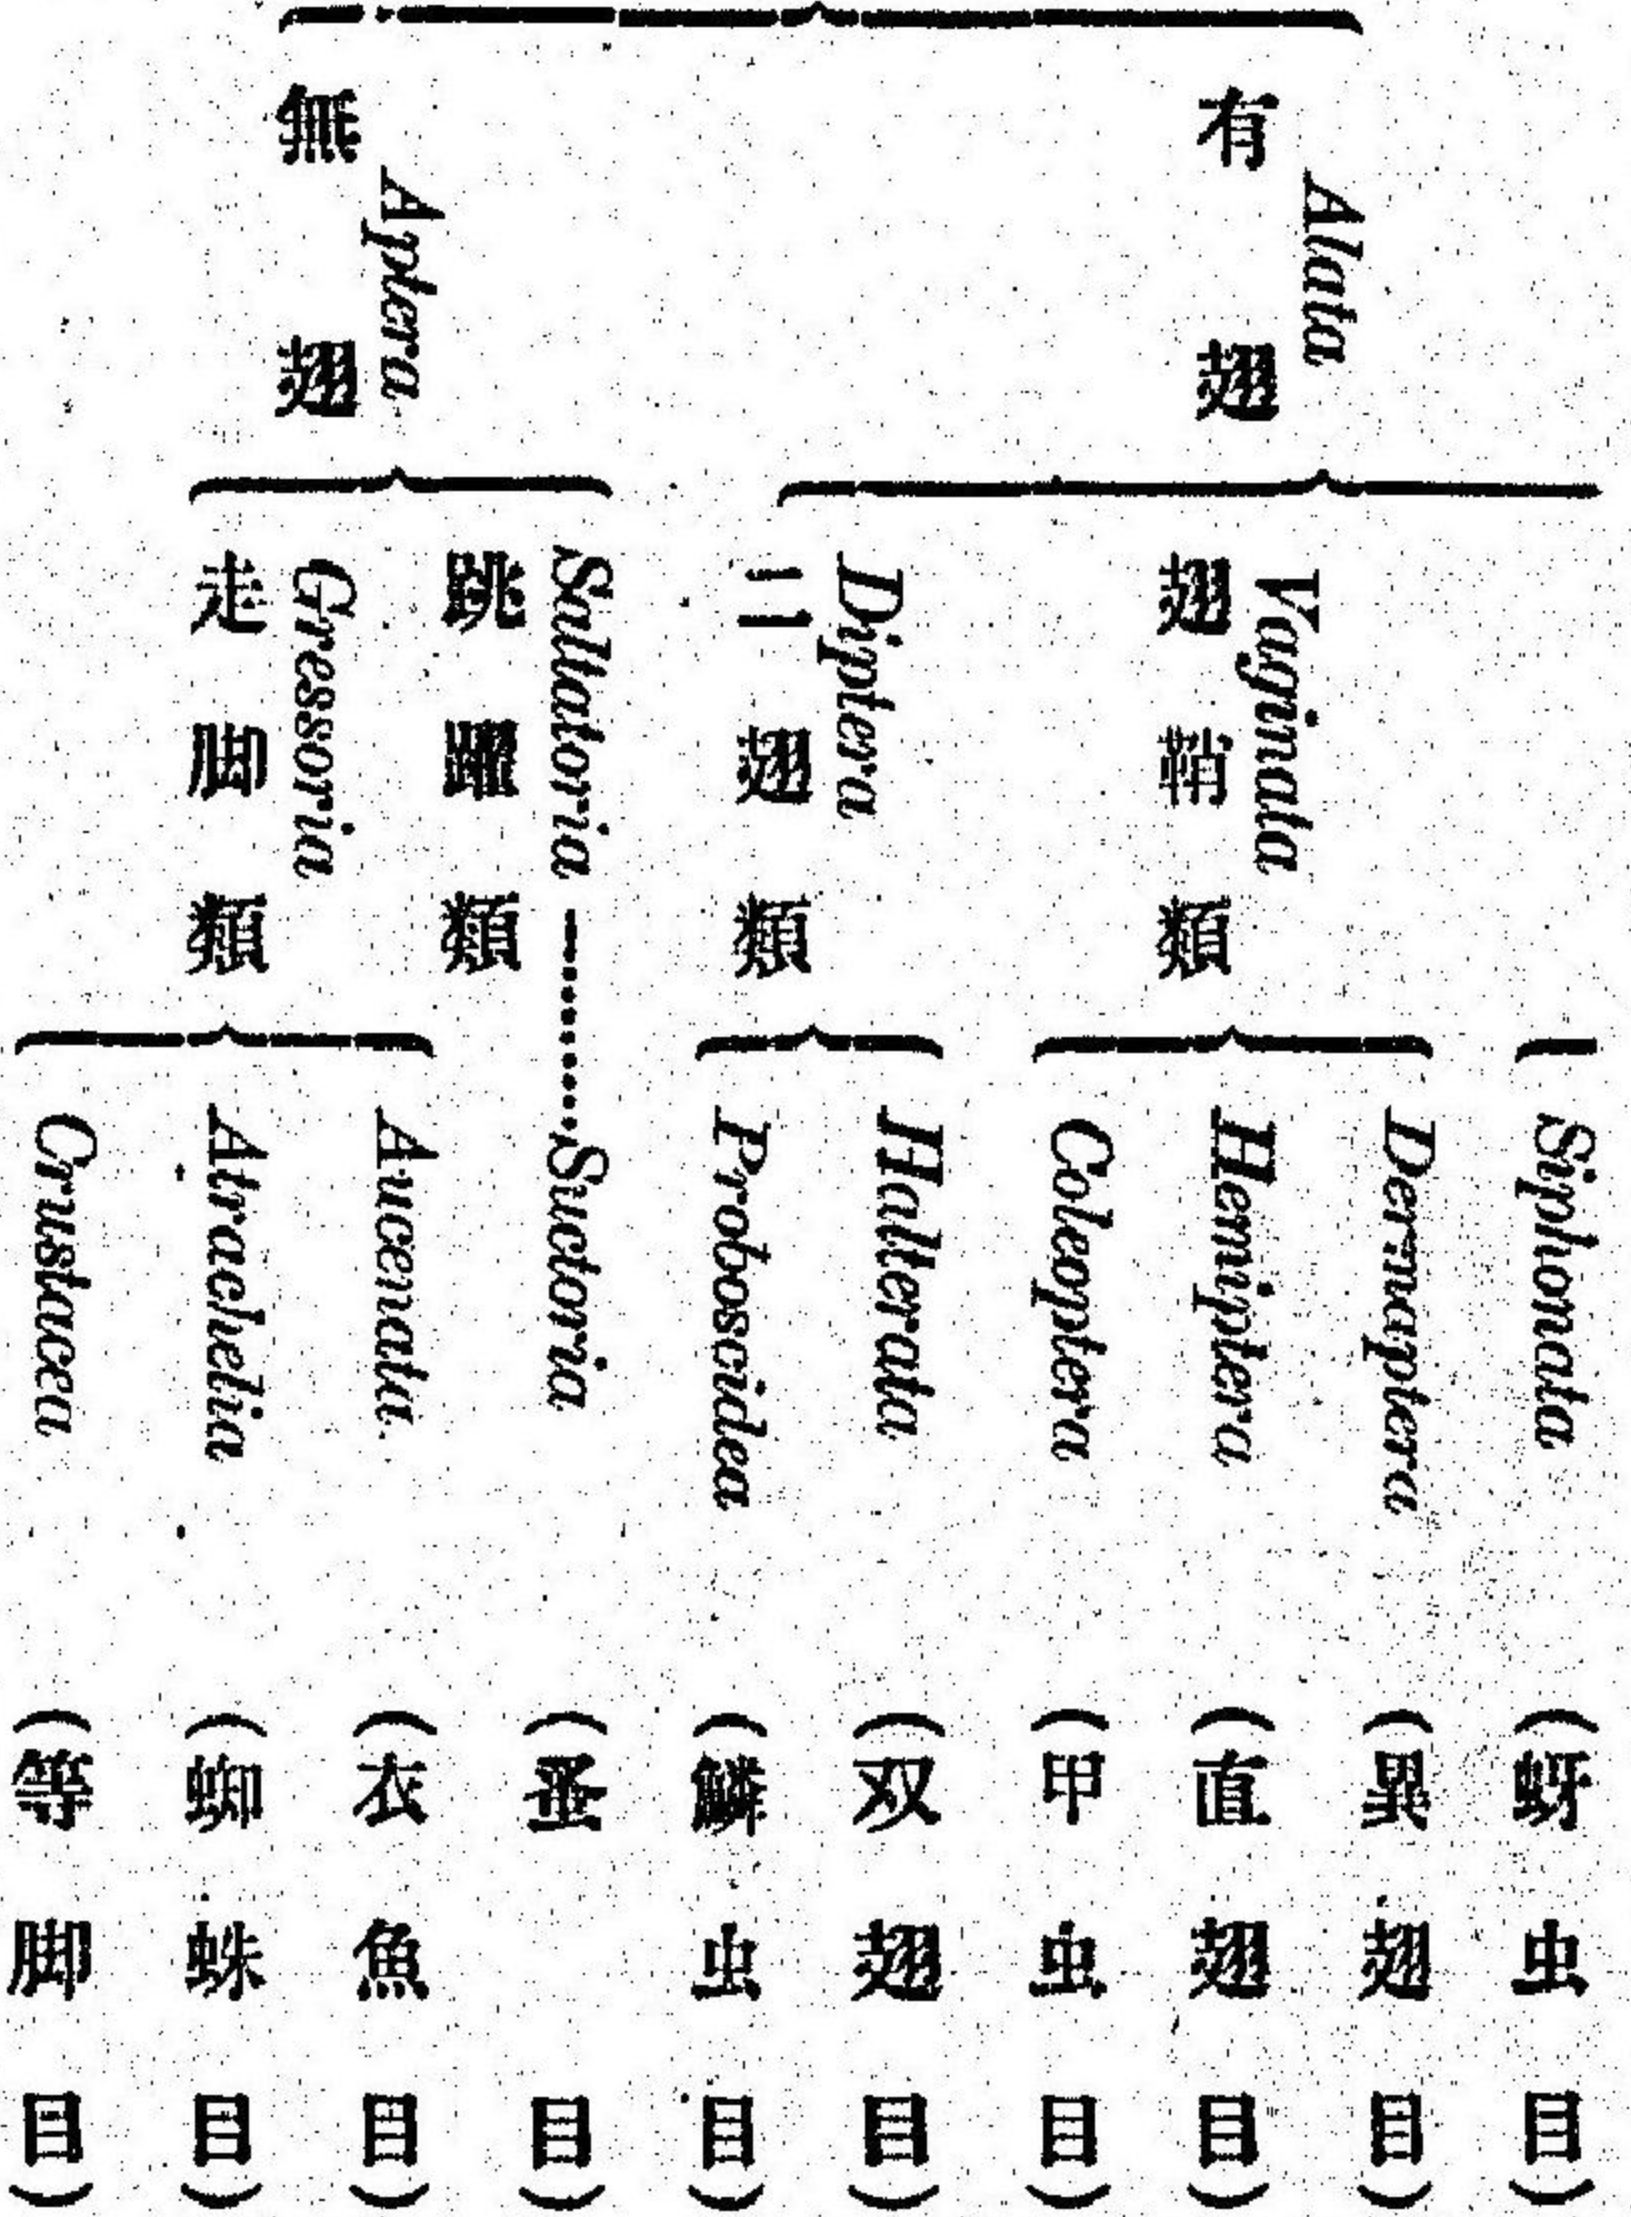 Alata
有翅
Siphonata
(蚜虫目)
Vaginata
翅鞘類
Dermaptera
(異翅目)
Hemiptera
(直翅目)
Coleoptera
(甲虫目)
Diptera
二翅類
Halterata
(双翅目)
Proboscidea
(鱗虫目)
Aptera
無翅
Saltatoria
跳躍類
Suctoria
(蚤目)
Gressoria
走脚類
Aucenata
(衣魚目)
Atrachelia
(蜘蛛目)
Crustacea
(等脚目)